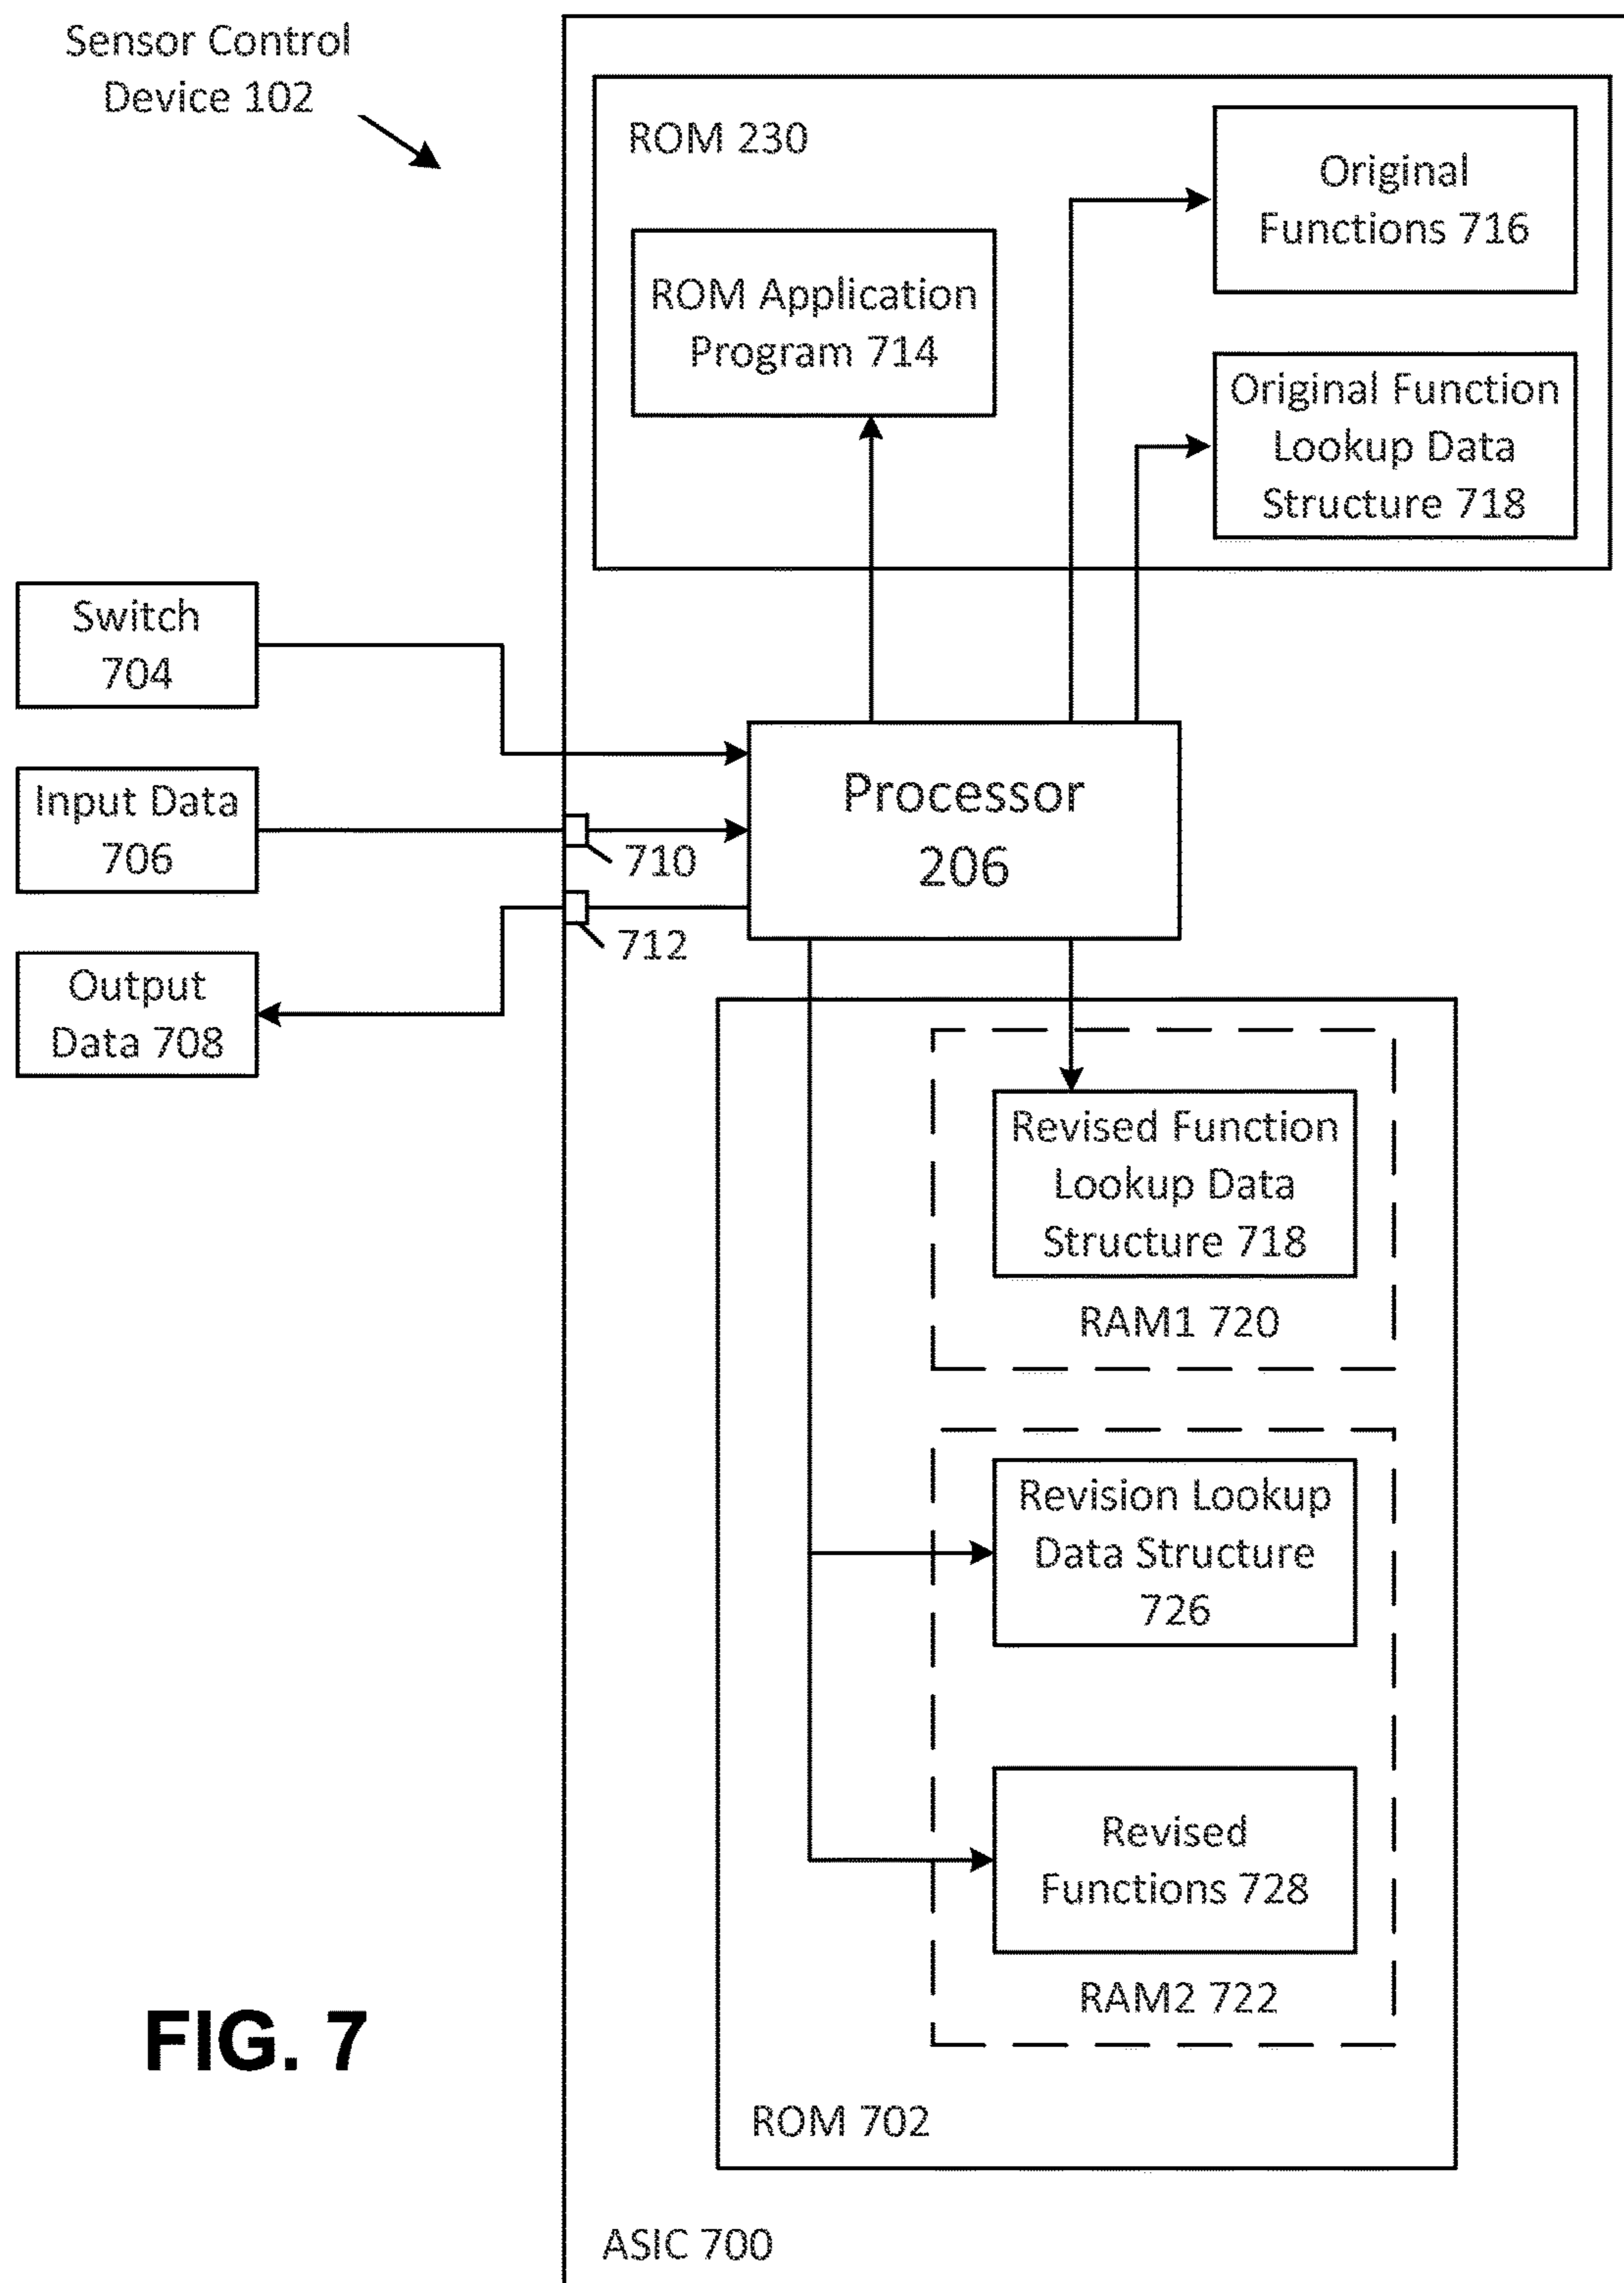 Sensor Control
Device 102
ROM 230
Original
Functions 716
ROM Application
Program 714
Original Function
Lookup Data
Structure 718
Switch
704
Input Data
706
Output
Data 708
710
712
Processor
206
Revised Function
Lookup Data
Structure 718
RAM1 720
Revision Lookup
Data Structure
726
Revised
Functions 728
RAM2 722
ROM 702
ASIC 700
FIG. 7